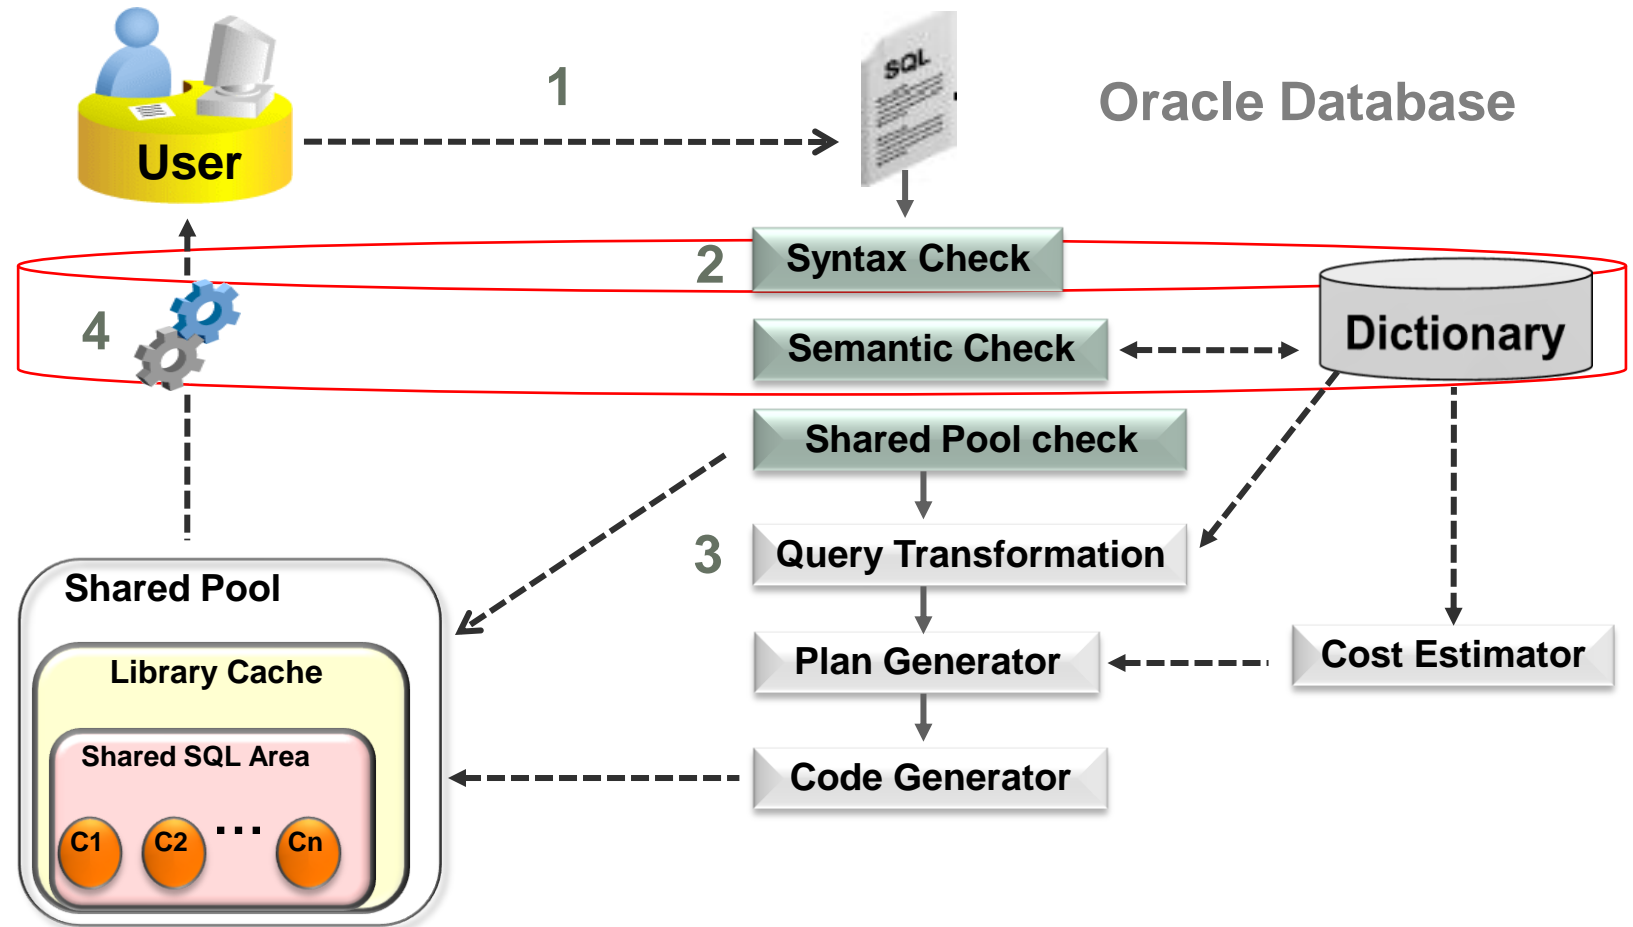 1
SQL
Oracle Database
User
2
Syntax Check
4
Semantic Check
Dictionary
Shared Pool check
3
Query Transformation
Shared Pool
Plan Generator
Cost Estimator
Library Cache
Shared SQL Area
Code Generator
C1 C2 ... Cn